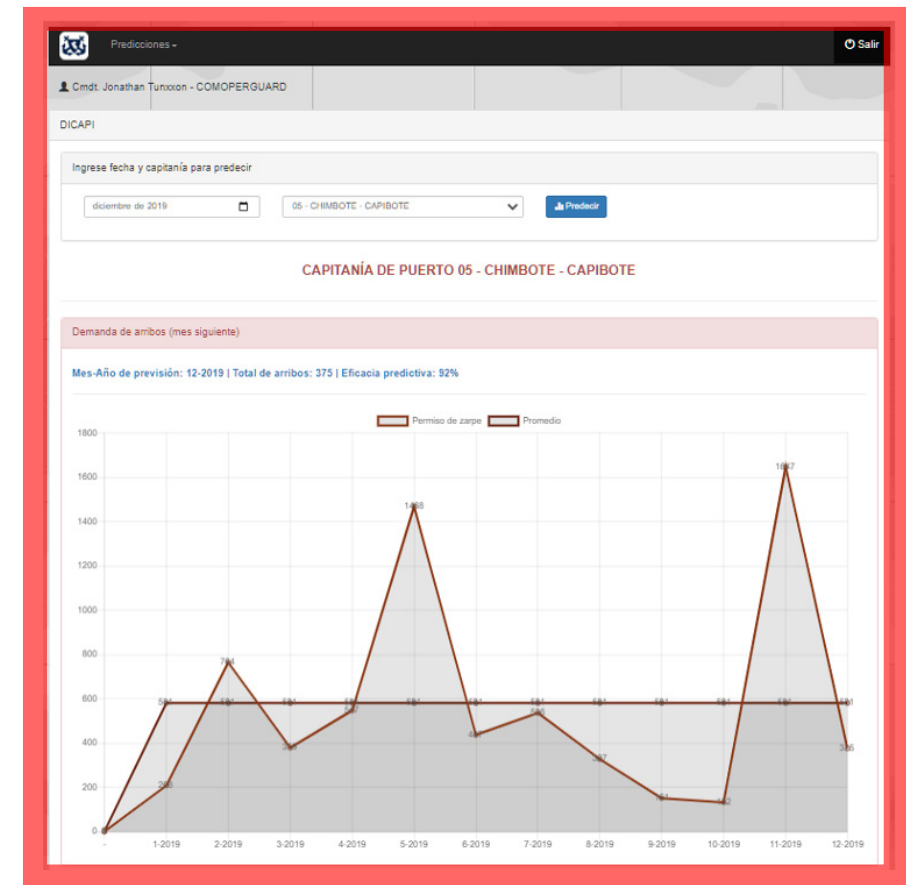 Predicciones
Salir
Cmdt. Jonathan Tunxxon - COMOPERGUARD
DICAPI
Ingrese fecha y capitanía para predecir
diciembre de 2019
05 - CHIMBOTE - CAPIBOTE
Predecir
CAPITANÍA DE PUERTO 05 - CHIMBOTE - CAPIBOTE
Demanda de arribos (mes siguiente)
Mes-Año de previsión: 12-2019 | Total de arribos: 375 | Eficacia predictiva: 92%
Permiso de zarpe Promedio
1800
1600
1400
1200
1000
800
600
400
200
0
- 1-2019 2-2019 3-2019 4-2019 5-2019 6-2019 7-2019 8-2019 9-2019 10-2019 11-2019 12-2019